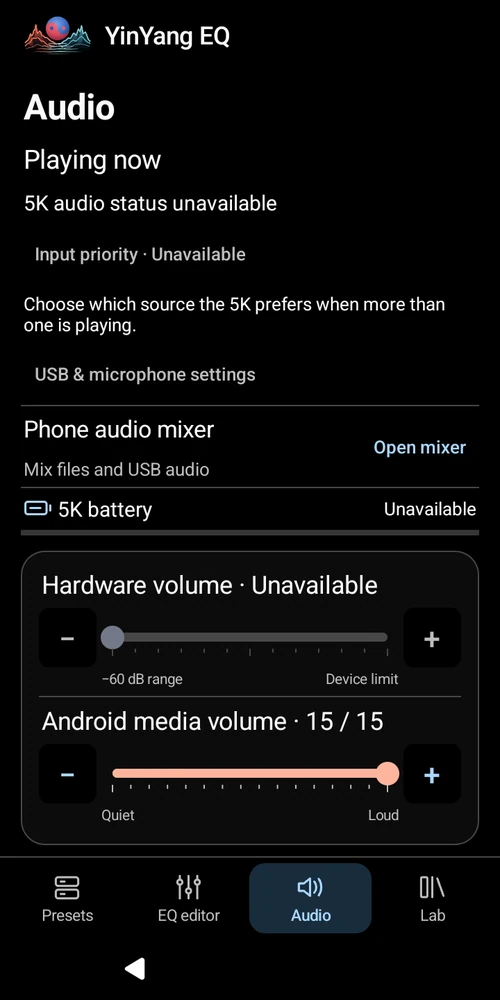 YinYang EQ
Audio
Playing now
5K audio status unavailable
Input priority · Unavailable
Choose which source the 5K prefers when more than
one is playing.
USB & microphone settings
Phone audio mixer
Open mixer
Mix files and USB audio
5K battery
Unavailable
Hardware volume · Unavailable
−
+
−60 dB range
Device limit
Android media volume · 15 / 15
−
+
Quiet
Loud
Presets
EQ editor
Audio
Lab